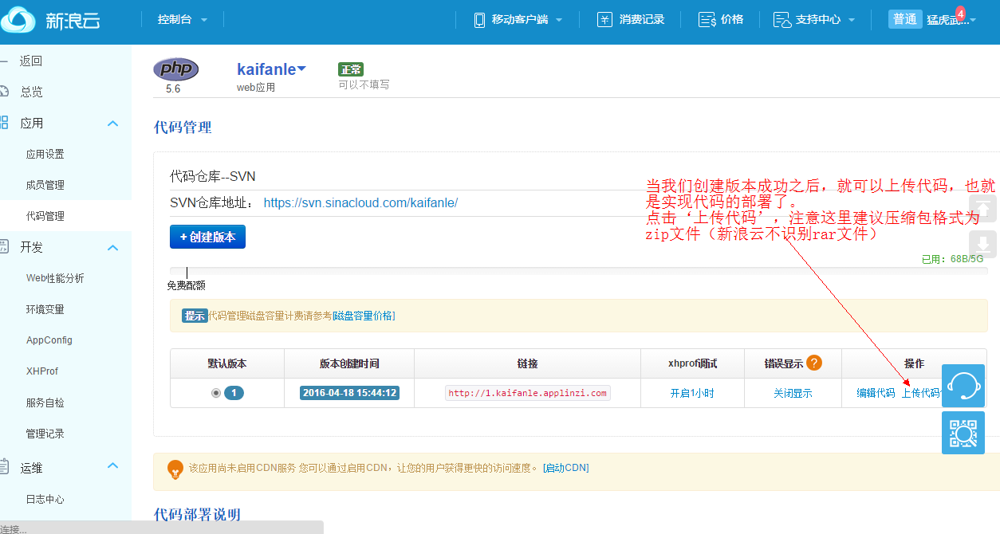 新浪云
控制台
移动客户端
消费记录
价格
支持中心
普通
猛虎武...
4
返回
总览
应用
应用设置
成员管理
代码管理
开发
Web性能分析
环境变量
AppConfig
XHProf
服务自检
管理记录
运维
日志中心
连接...
php
5.6
kaifanle
web应用
正常
可以不填写
代码管理
代码仓库--SVN
SVN仓库地址： https://svn.sinacloud.com/kaifanle/
+ 创建版本
当我们创建版本成功之后，就可以上传代码，也就
是实现代码的部署了。
点击‘上传代码’，注意这里建议压缩包格式为
zip文件（新浪云不识别rar文件）
已用：68B/5G
免费配额
提示代码管理磁盘容量计费请参考[磁盘容量价格]
默认版本 版本创建时间 链接 xhprof调试 错误显示 ? 操作
1 2016-04-18 15:44:12 http://1.kaifanle.applinzi.com 开启1小时 关闭显示 编辑代码 上传代码
该应用尚未启用CDN服务 您可以通过启用CDN，让您的用户获得更快的访问速度。 [启动CDN]
代码部署说明